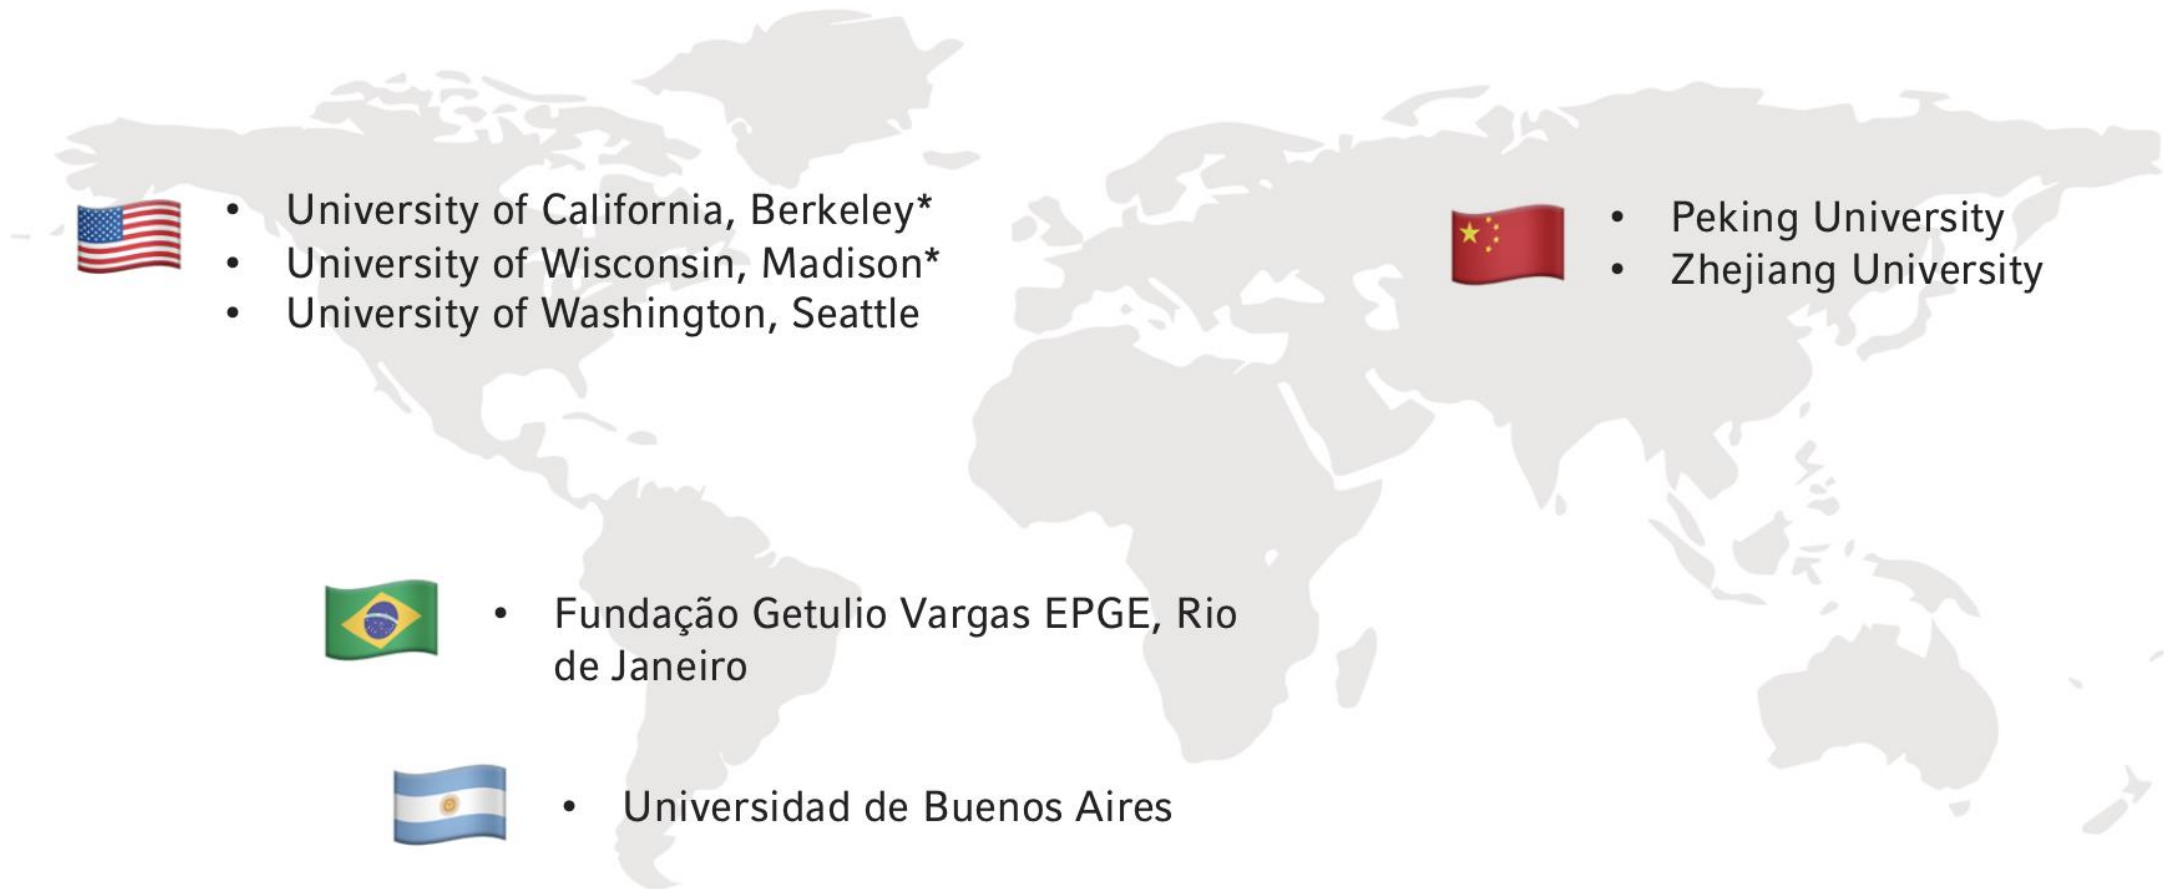 • University of California, Berkeley*
• University of Wisconsin, Madison*
• University of Washington, Seattle
• Peking University
• Zhejiang University
• Fundação Getulio Vargas EPGE, Rio
de Janeiro
• Universidad de Buenos Aires